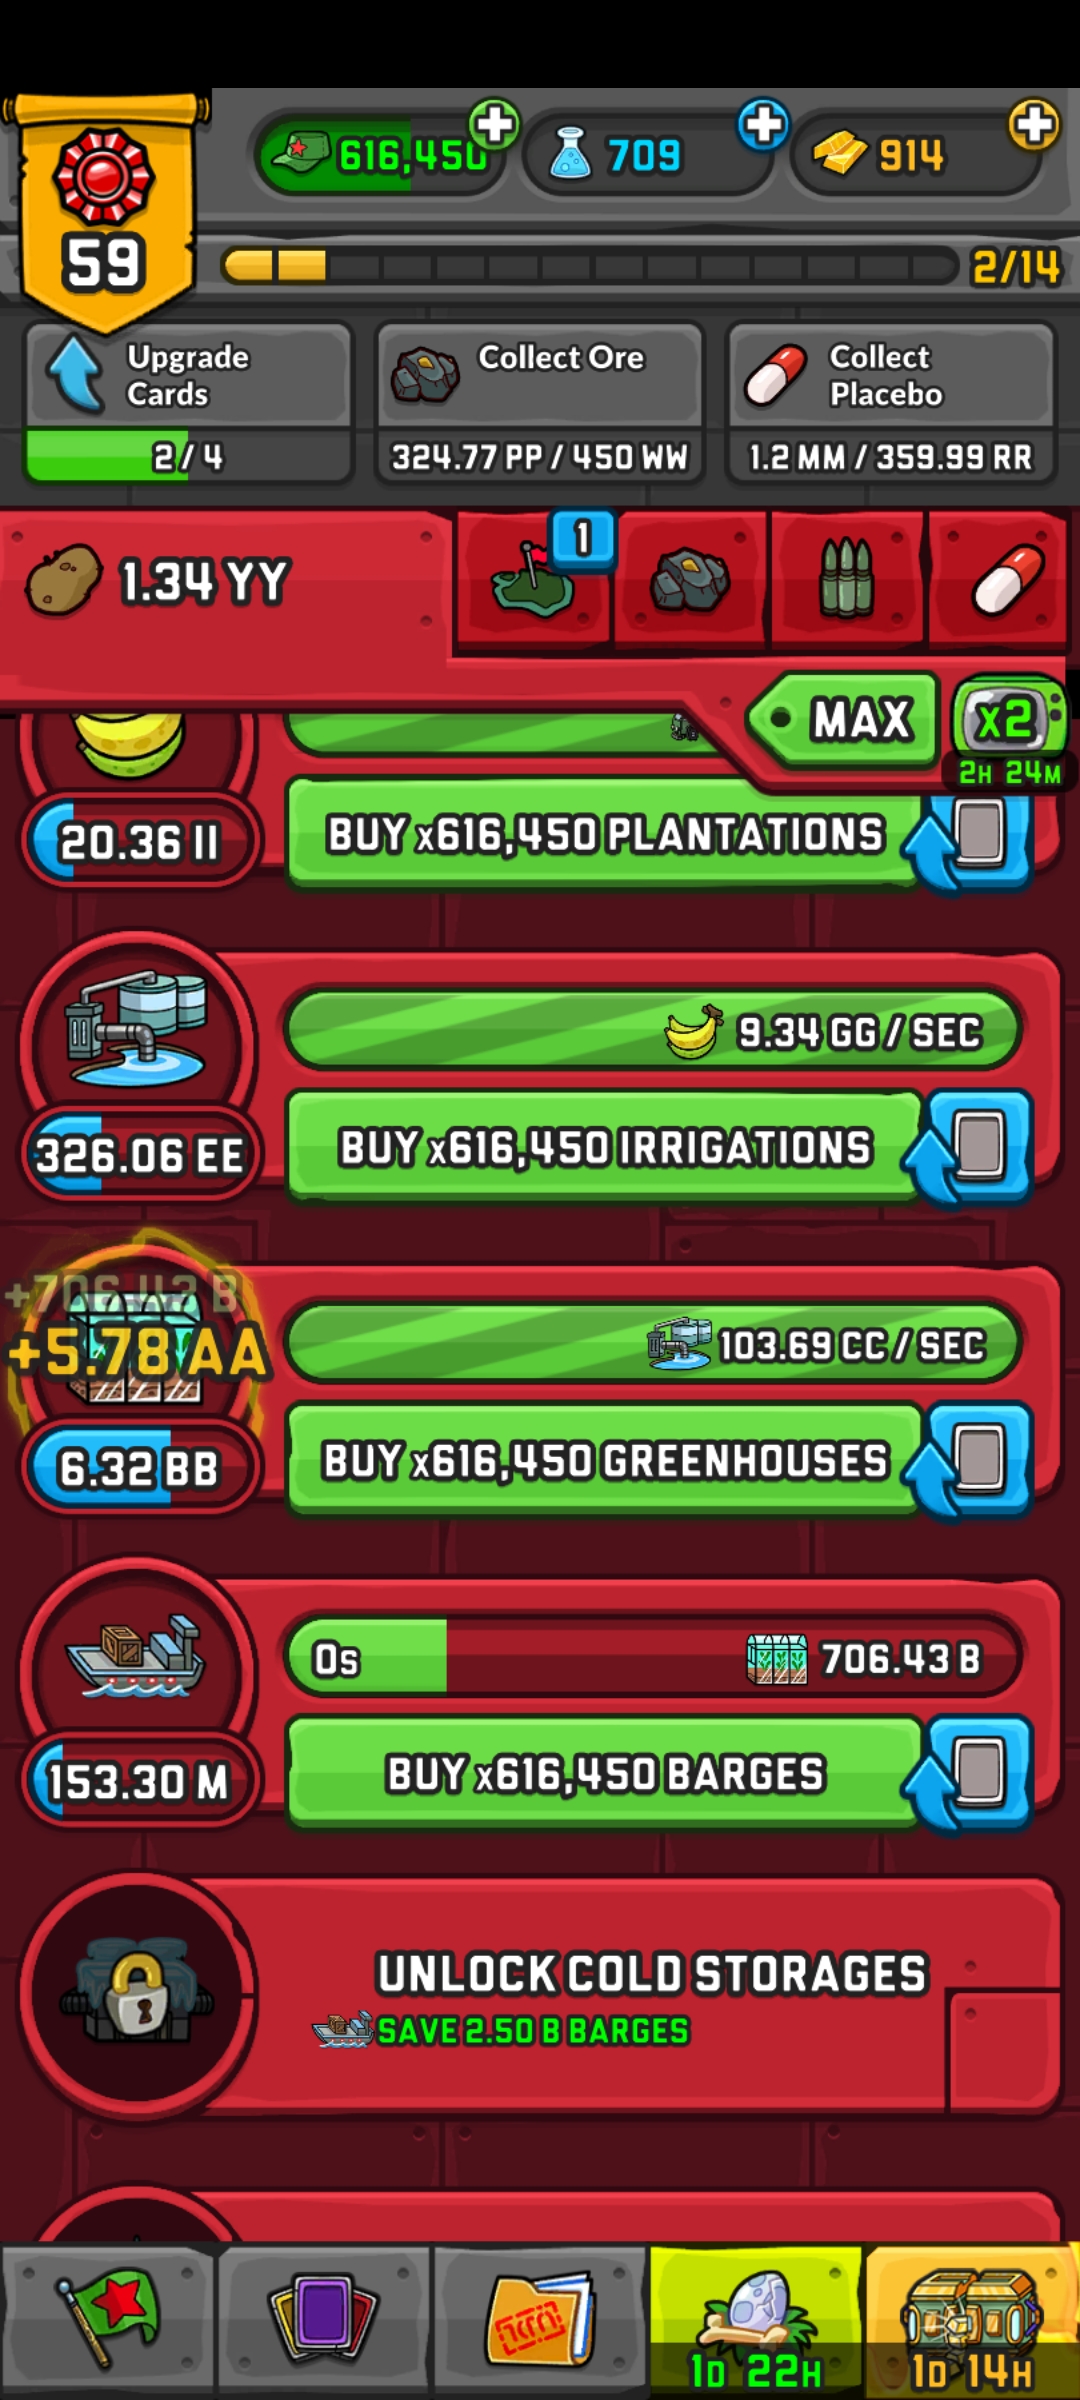 616,450
709
914
59
2/14
Upgrade
Cards
2/4
Collect Ore
324.77 PP / 450 WW
Collect
Placebo
1.2 MM / 359.99 RR
1.34 YY
1
MAX
x2
2H 24M
20.36 II
BUY x616,450 PLANTATIONS
9.34 GG / SEC
326.06 EE
BUY x616,450 IRRIGATIONS
+706.43 B
+5.78 AA
103.69 CC / SEC
6.32 BB
BUY x616,450 GREENHOUSES
0s
706.43 B
153.30 M
BUY x616,450 BARGES
UNLOCK COLD STORAGES
SAVE 2.50 B BARGES
1D 22H
1D 14H